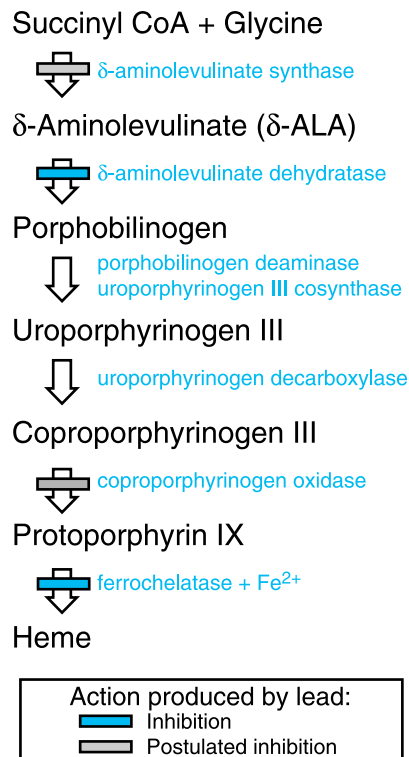 Succinyl CoA + Glycine
δ-aminolevulinate synthase
δ-Aminolevulinate (δ-ALA)
δ-aminolevulinate dehydratase
Porphobilinogen
porphobilinogen deaminase
uroporphyrinogen III cosynthase
Uroporphyrinogen III
uroporphyrinogen decarboxylase
Coproporphyrinogen III
coproporphyrinogen oxidase
Protoporphyrin IX
ferrochelatase + Fe²⁺
Heme
Action produced by lead:
Inhibition
Postulated inhibition